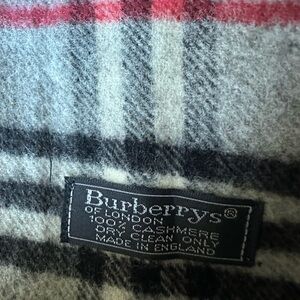 Burberrys®
OF LONDON
100% CASHMERE
DRY CLEAN ONLY
MADE IN ENGLAND